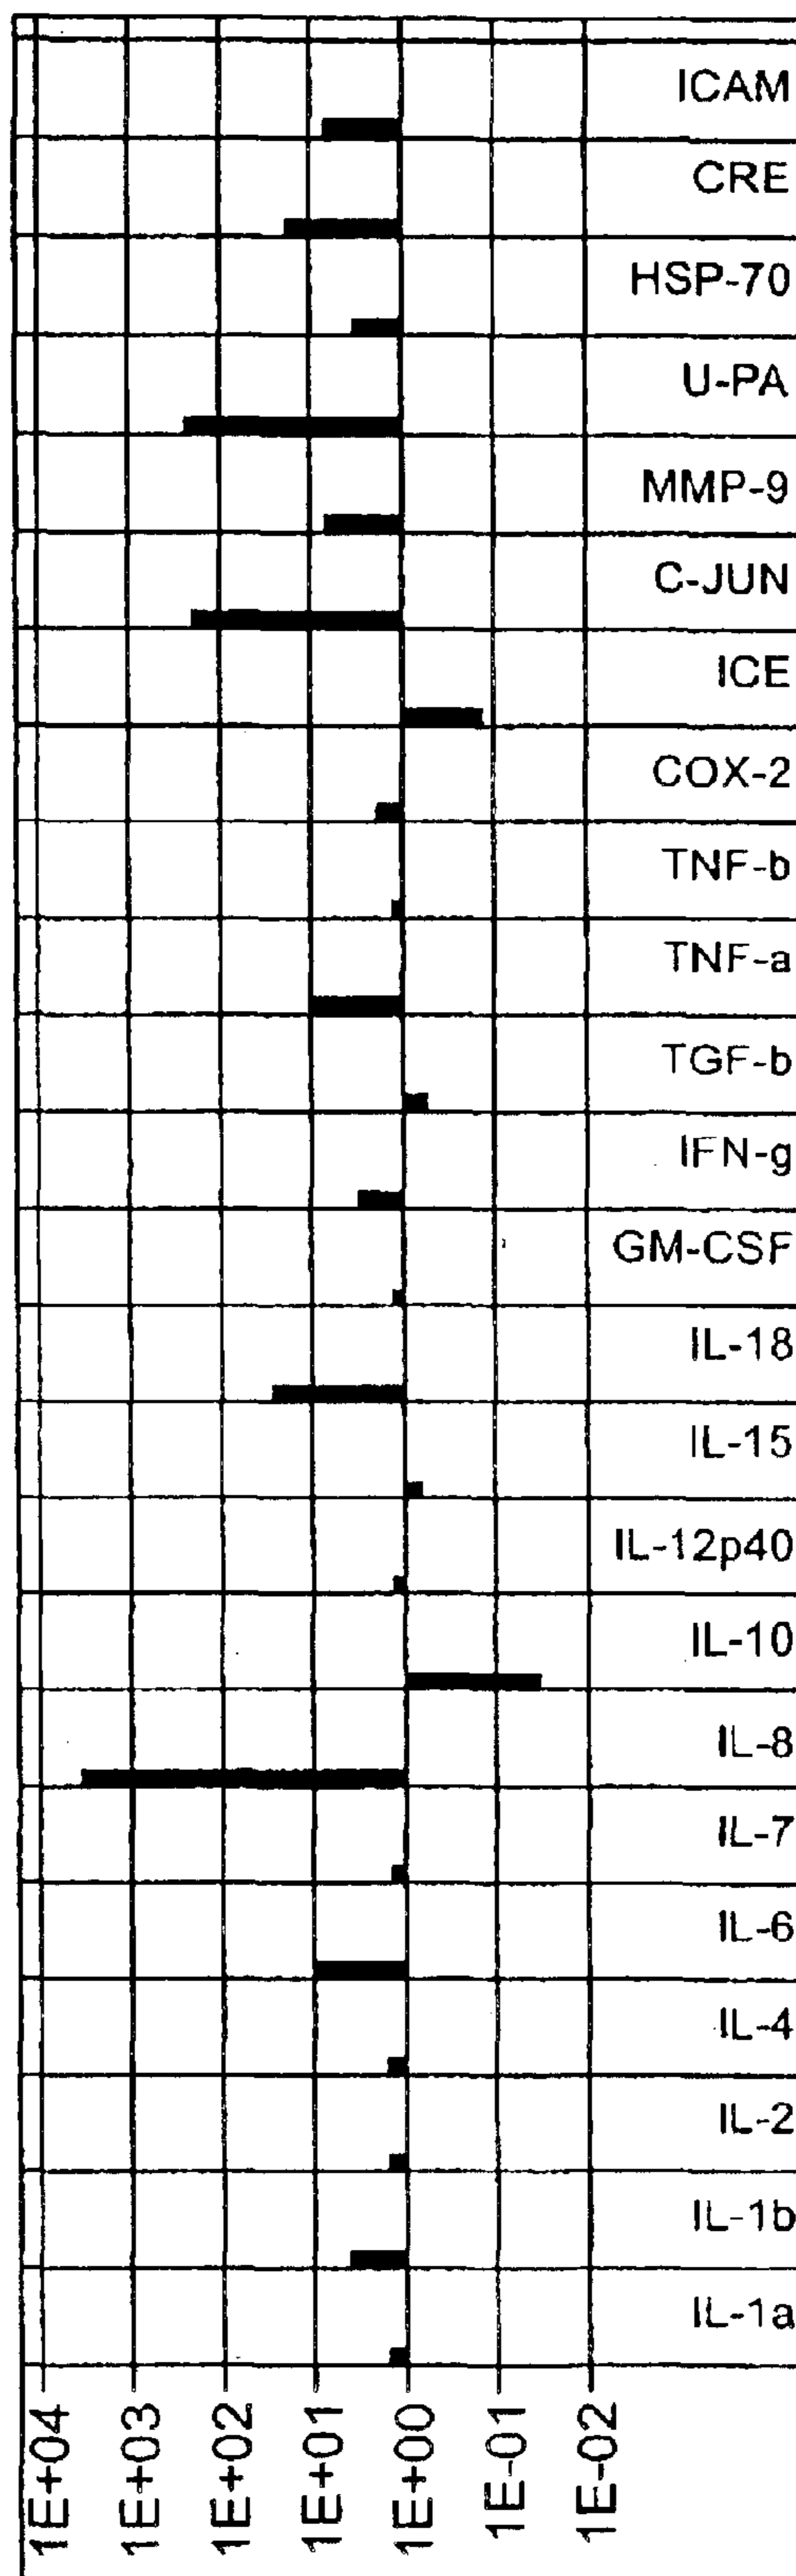 ICAM
CRE
HSP-70
U-PA
MMP-9
C-JUN
ICE
COX-2
TNF-b
TNF-a
TGF-b
IFN-g
GM-CSF
IL-18
IL-15
IL-12p40
IL-10
IL-8
IL-7
IL-6
IL-4
IL-2
IL-1b
IL-1a
1E+04
1E+03
1E+02
1E+01
1E+00
1E-01
1E-02